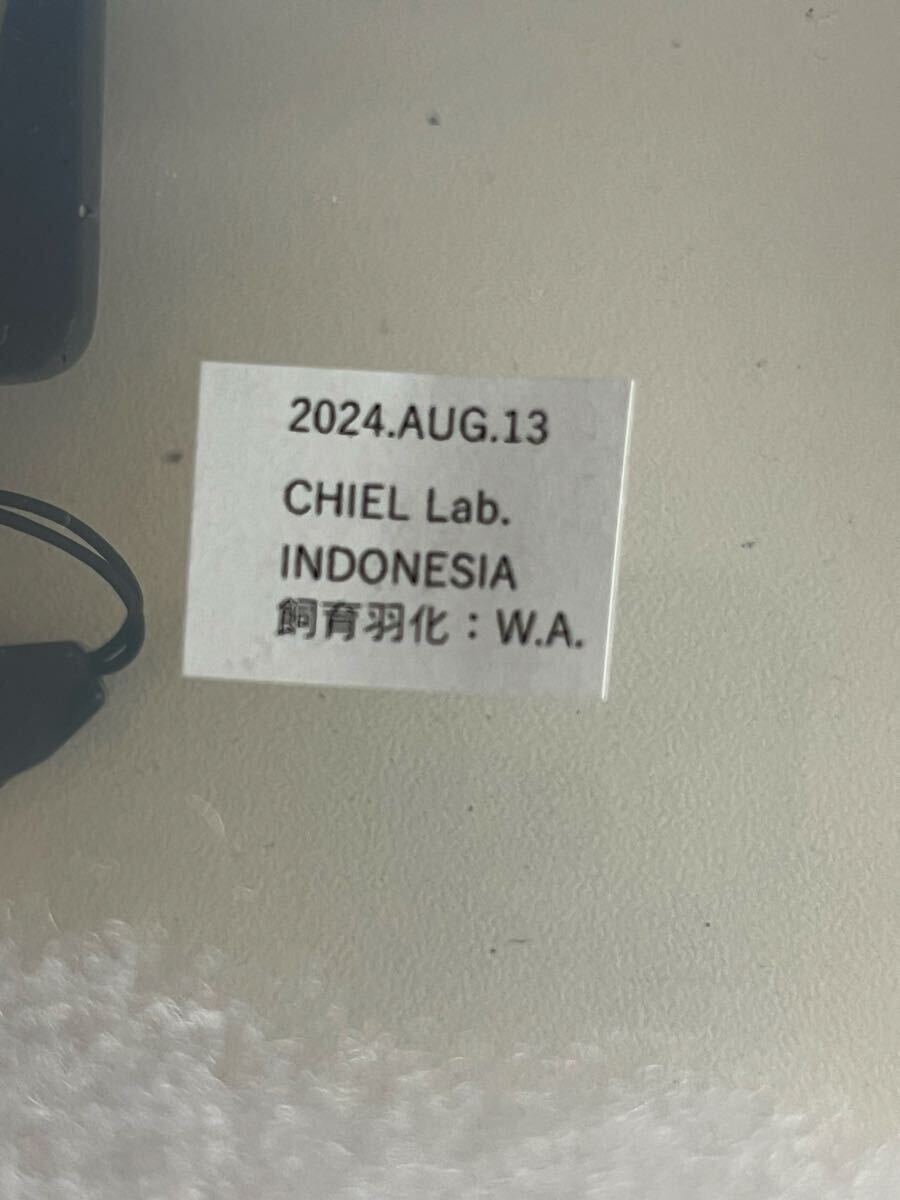 2024.AUG.13
CHIEL Lab.
INDONESIA
飼育羽化：W.A.